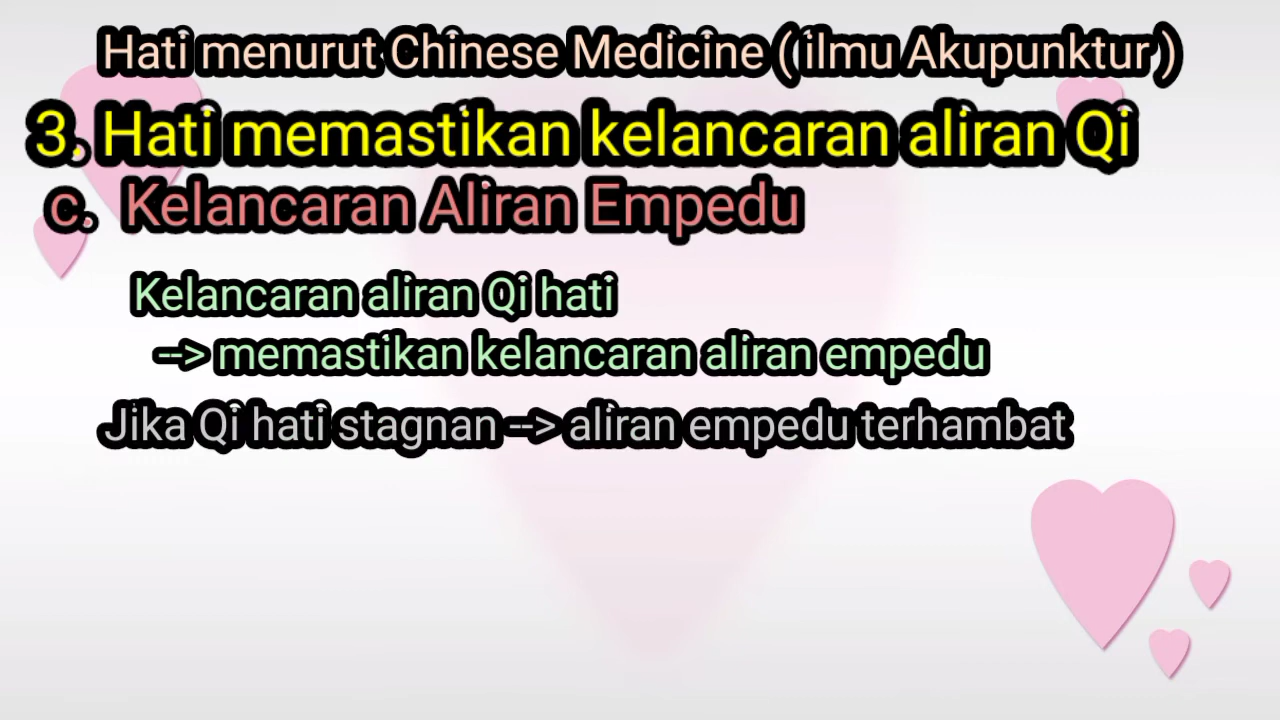 Hati menurut Chinese Medicine ( ilmu Akupunktur )
3. Hati memastikan kelancaran aliran Qi
c. Kelancaran Aliran Empedu
Kelancaran aliran Qi hati
--> memastikan kelancaran aliran empedu
Jika Qi hati stagnan --> aliran empedu terhambat